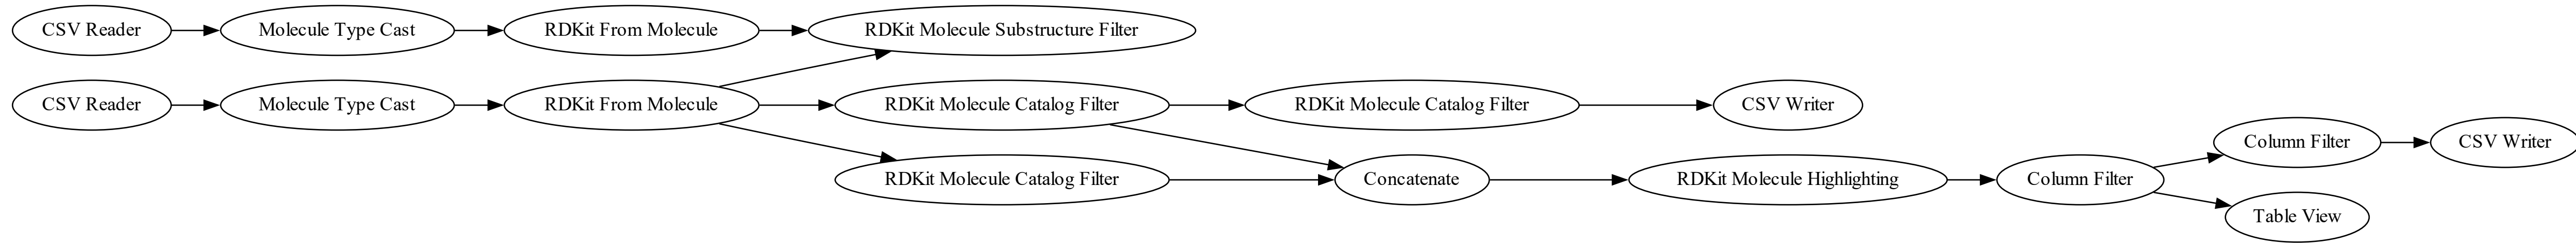 CSV Reader
Molecule Type Cast
RDKit From Molecule
RDKit Molecule Substructure Filter
CSV Reader
Molecule Type Cast
RDKit From Molecule
RDKit Molecule Catalog Filter
RDKit Molecule Catalog Filter
CSV Writer
Column Filter
CSV Writer
RDKit Molecule Catalog Filter
Concatenate
RDKit Molecule Highlighting
Column Filter
Table View